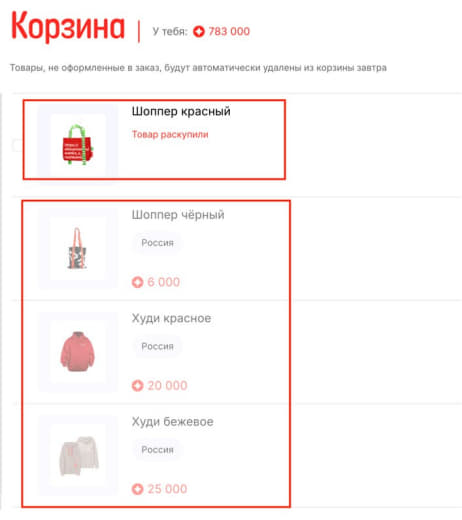 Корзина
У тебя: 783 000
Товары, не оформленные в заказ, будут автоматически удалены из корзины завтра
Шоппер красный
Товар раскупили
Шоппер чёрный
Россия
6 000
Худи красное
Россия
20 000
Худи бежевое
Россия
25 000